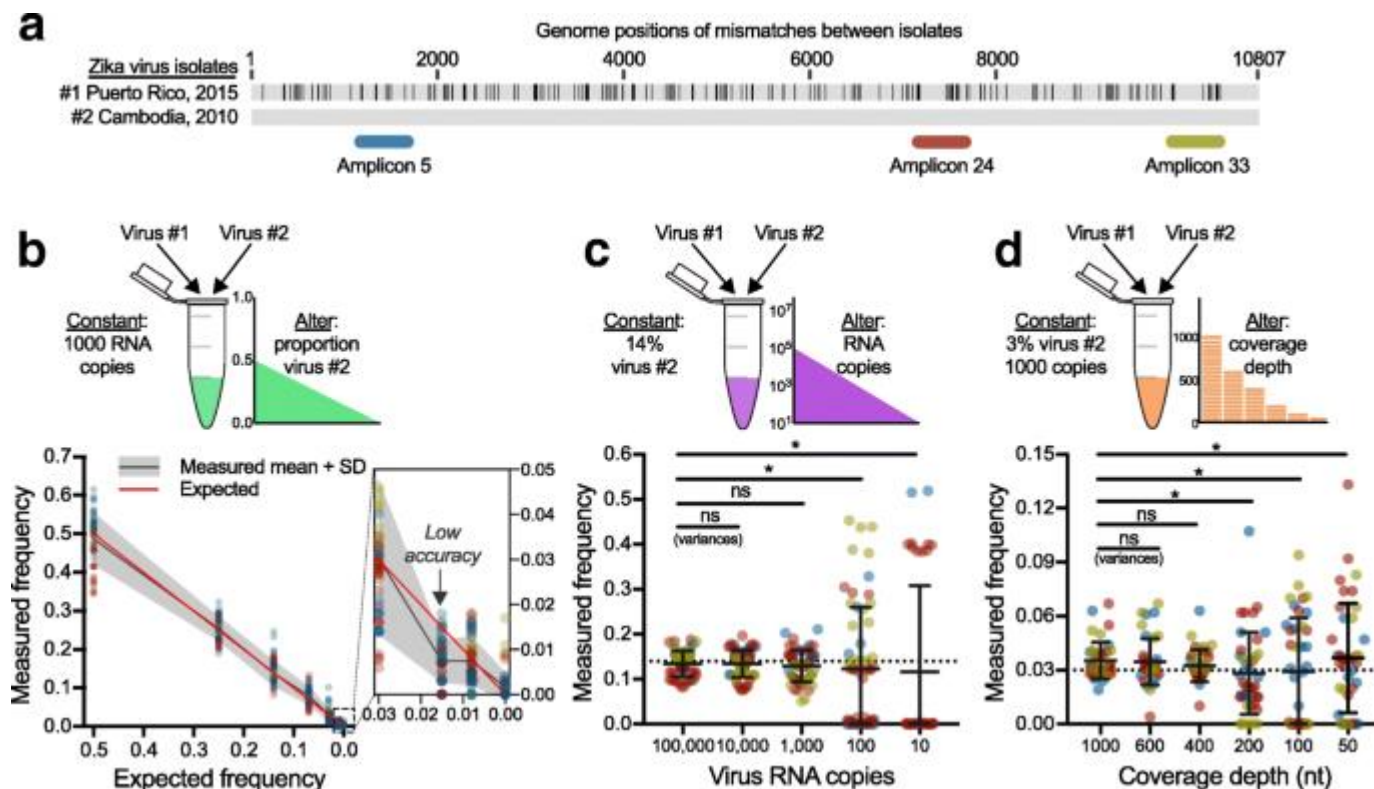 a
Genome positions of mismatches between isolates
Zika virus isolates
1 2000 4000 6000 8000 10807
#1 Puerto Rico, 2015
#2 Cambodia, 2010
Amplicon 5 Amplicon 24 Amplicon 33
b
Virus #1 Virus #2
Constant:
1000 RNA
copies
1.0
0.5
0.0
Alter:
proportion
virus #2
Measured frequency
0.7
0.6
0.5
0.4
0.3
0.2
0.1
0.0
Measured mean + SD
Expected
0.5 0.4 0.3 0.2 0.1 0.0
Expected frequency
Low
accuracy
0.05
0.04
0.03
0.02
0.01
0.00
0.03 0.02 0.01 0.00
c
Virus #1 Virus #2
Constant:
14%
virus #2
10⁷
10⁵
10³
10¹
Alter:
RNA
copies
Measured frequency
0.6
0.5
0.4
0.3
0.2
0.1
0.0
*
*
ns
ns
(variances)
100,000 10,000 1,000 100 10
Virus RNA copies
d
Virus #1 Virus #2
Constant:
3% virus #2
1000 copies
1000
500
0
Alter:
coverage
depth
Measured frequency
0.15
0.12
0.09
0.06
0.03
0.00
*
*
*
ns
ns
(variances)
1000 600 400 200 100 50
Coverage depth (nt)